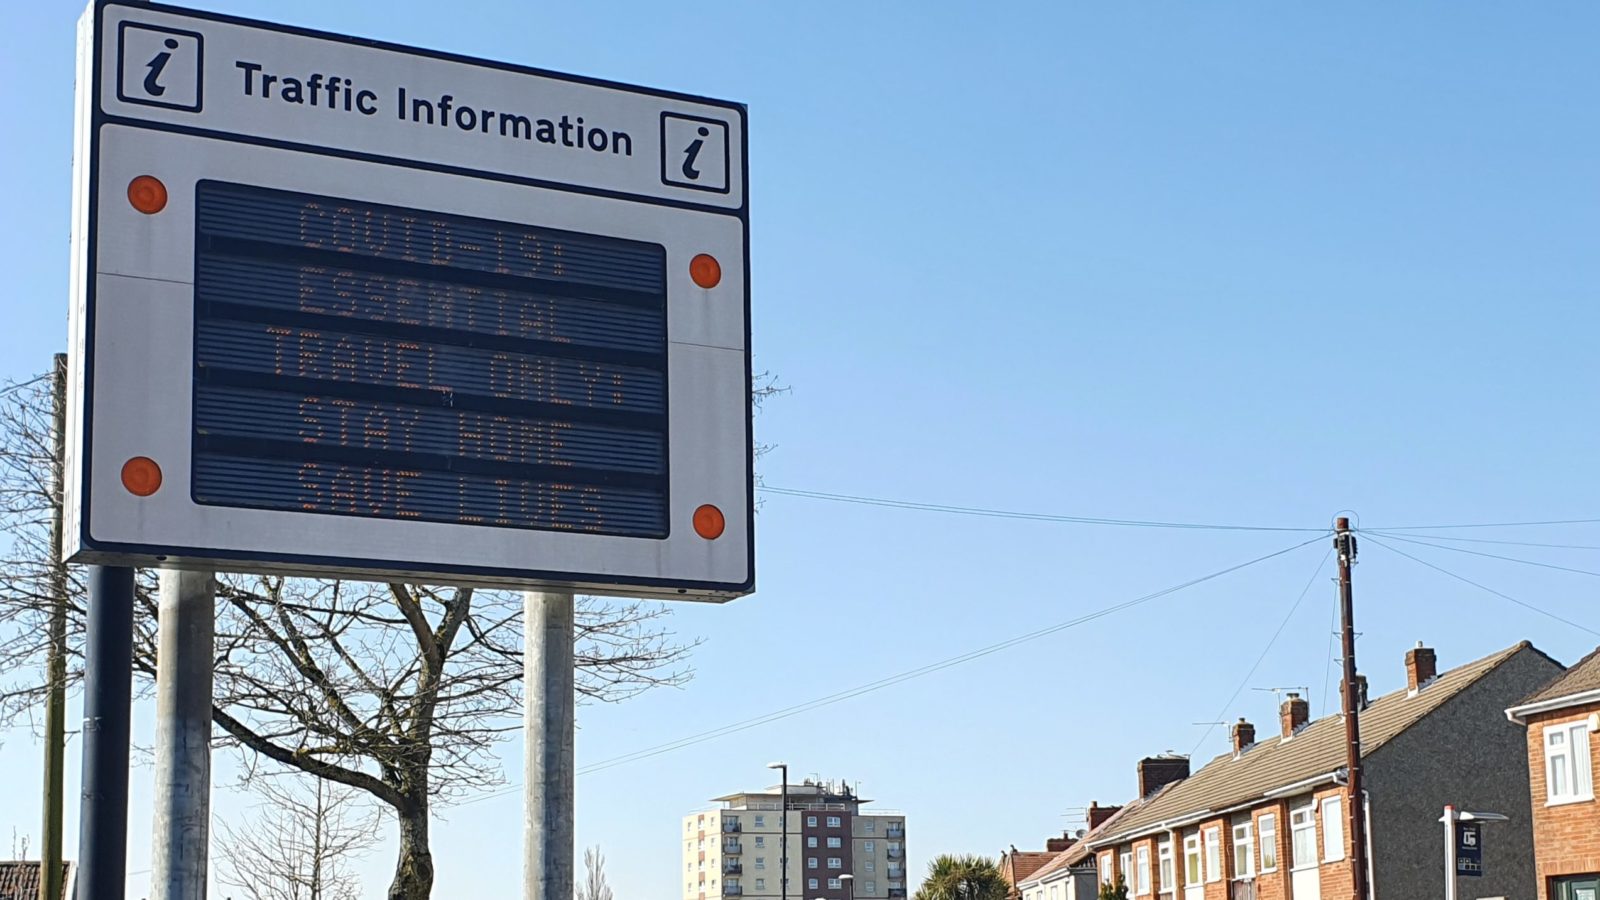 i Traffic Information i
COVID-19:
ESSENTIAL
TRAVEL ONLY:
STAY HOME
SAVE LIVES